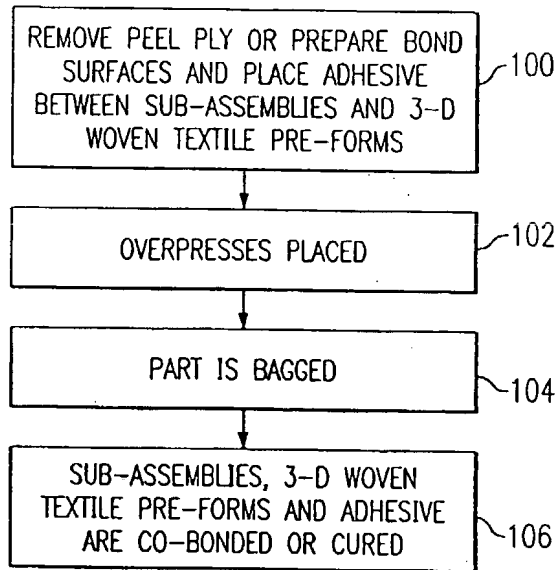 REMOVE PEEL PLY OR PREPARE BOND
SURFACES AND PLACE ADHESIVE
BETWEEN SUB-ASSEMBLIES AND 3-D
WOVEN TEXTILE PRE-FORMS
100
OVERPRESSES PLACED
102
PART IS BAGGED
104
SUB-ASSEMBLIES, 3-D WOVEN
TEXTILE PRE-FORMS AND ADHESIVE
ARE CO-BONDED OR CURED
106